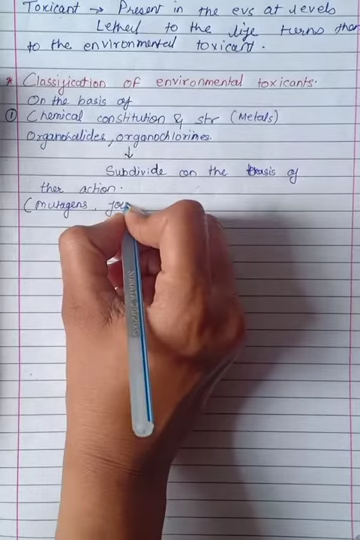 Toxicant → Present in the evs at levels
Lethal to the life turns then
to the environmental toxicant.
* Classification of environmental toxicants.
On the basis of
① Chemical constitution & str (Metals)
Organohalides, organochlorines.
↓
Subdivide on the basis of
ther action.
(mutagens,